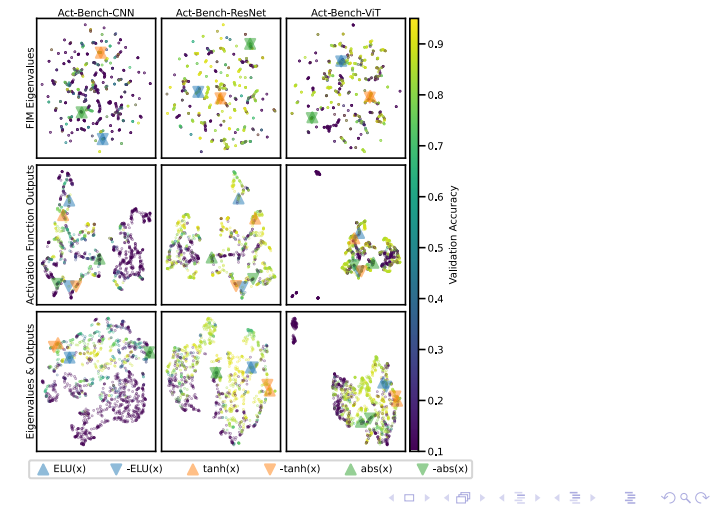 Act-Bench-CNN Act-Bench-ResNet Act-Bench-ViT
FIM Eigenvalues
Activation Function Outputs
Eigenvalues & Outputs
0.9
0.8
0.7
0.6
0.5
0.4
0.3
0.2
0.1
Validation Accuracy
ELU(x) -ELU(x) tanh(x) -tanh(x) abs(x) -abs(x)